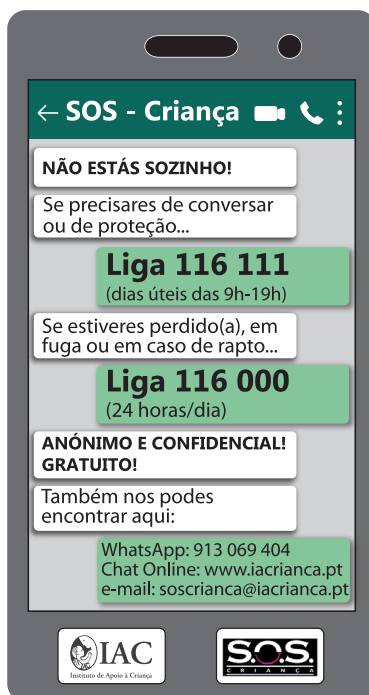 SOS - Criança
NÃO ESTÁS SOZINHO!
Se precisares de conversar
ou de proteção...
Liga 116 111
(dias úteis das 9h-19h)
Se estiveres perdido(a), em
fuga ou em caso de rapto...
Liga 116 000
(24 horas/dia)
ANÓNIMO E CONFIDENCIAL!
GRATUITO!
Também nos podes
encontrar aqui:
WhatsApp: 913 069 404
Chat Online: www.iacrianca.pt
e-mail: soscrianca@iacrianca.pt
IAC
Instituto de Apoio à Criança
S.O.S.
CRIANÇA